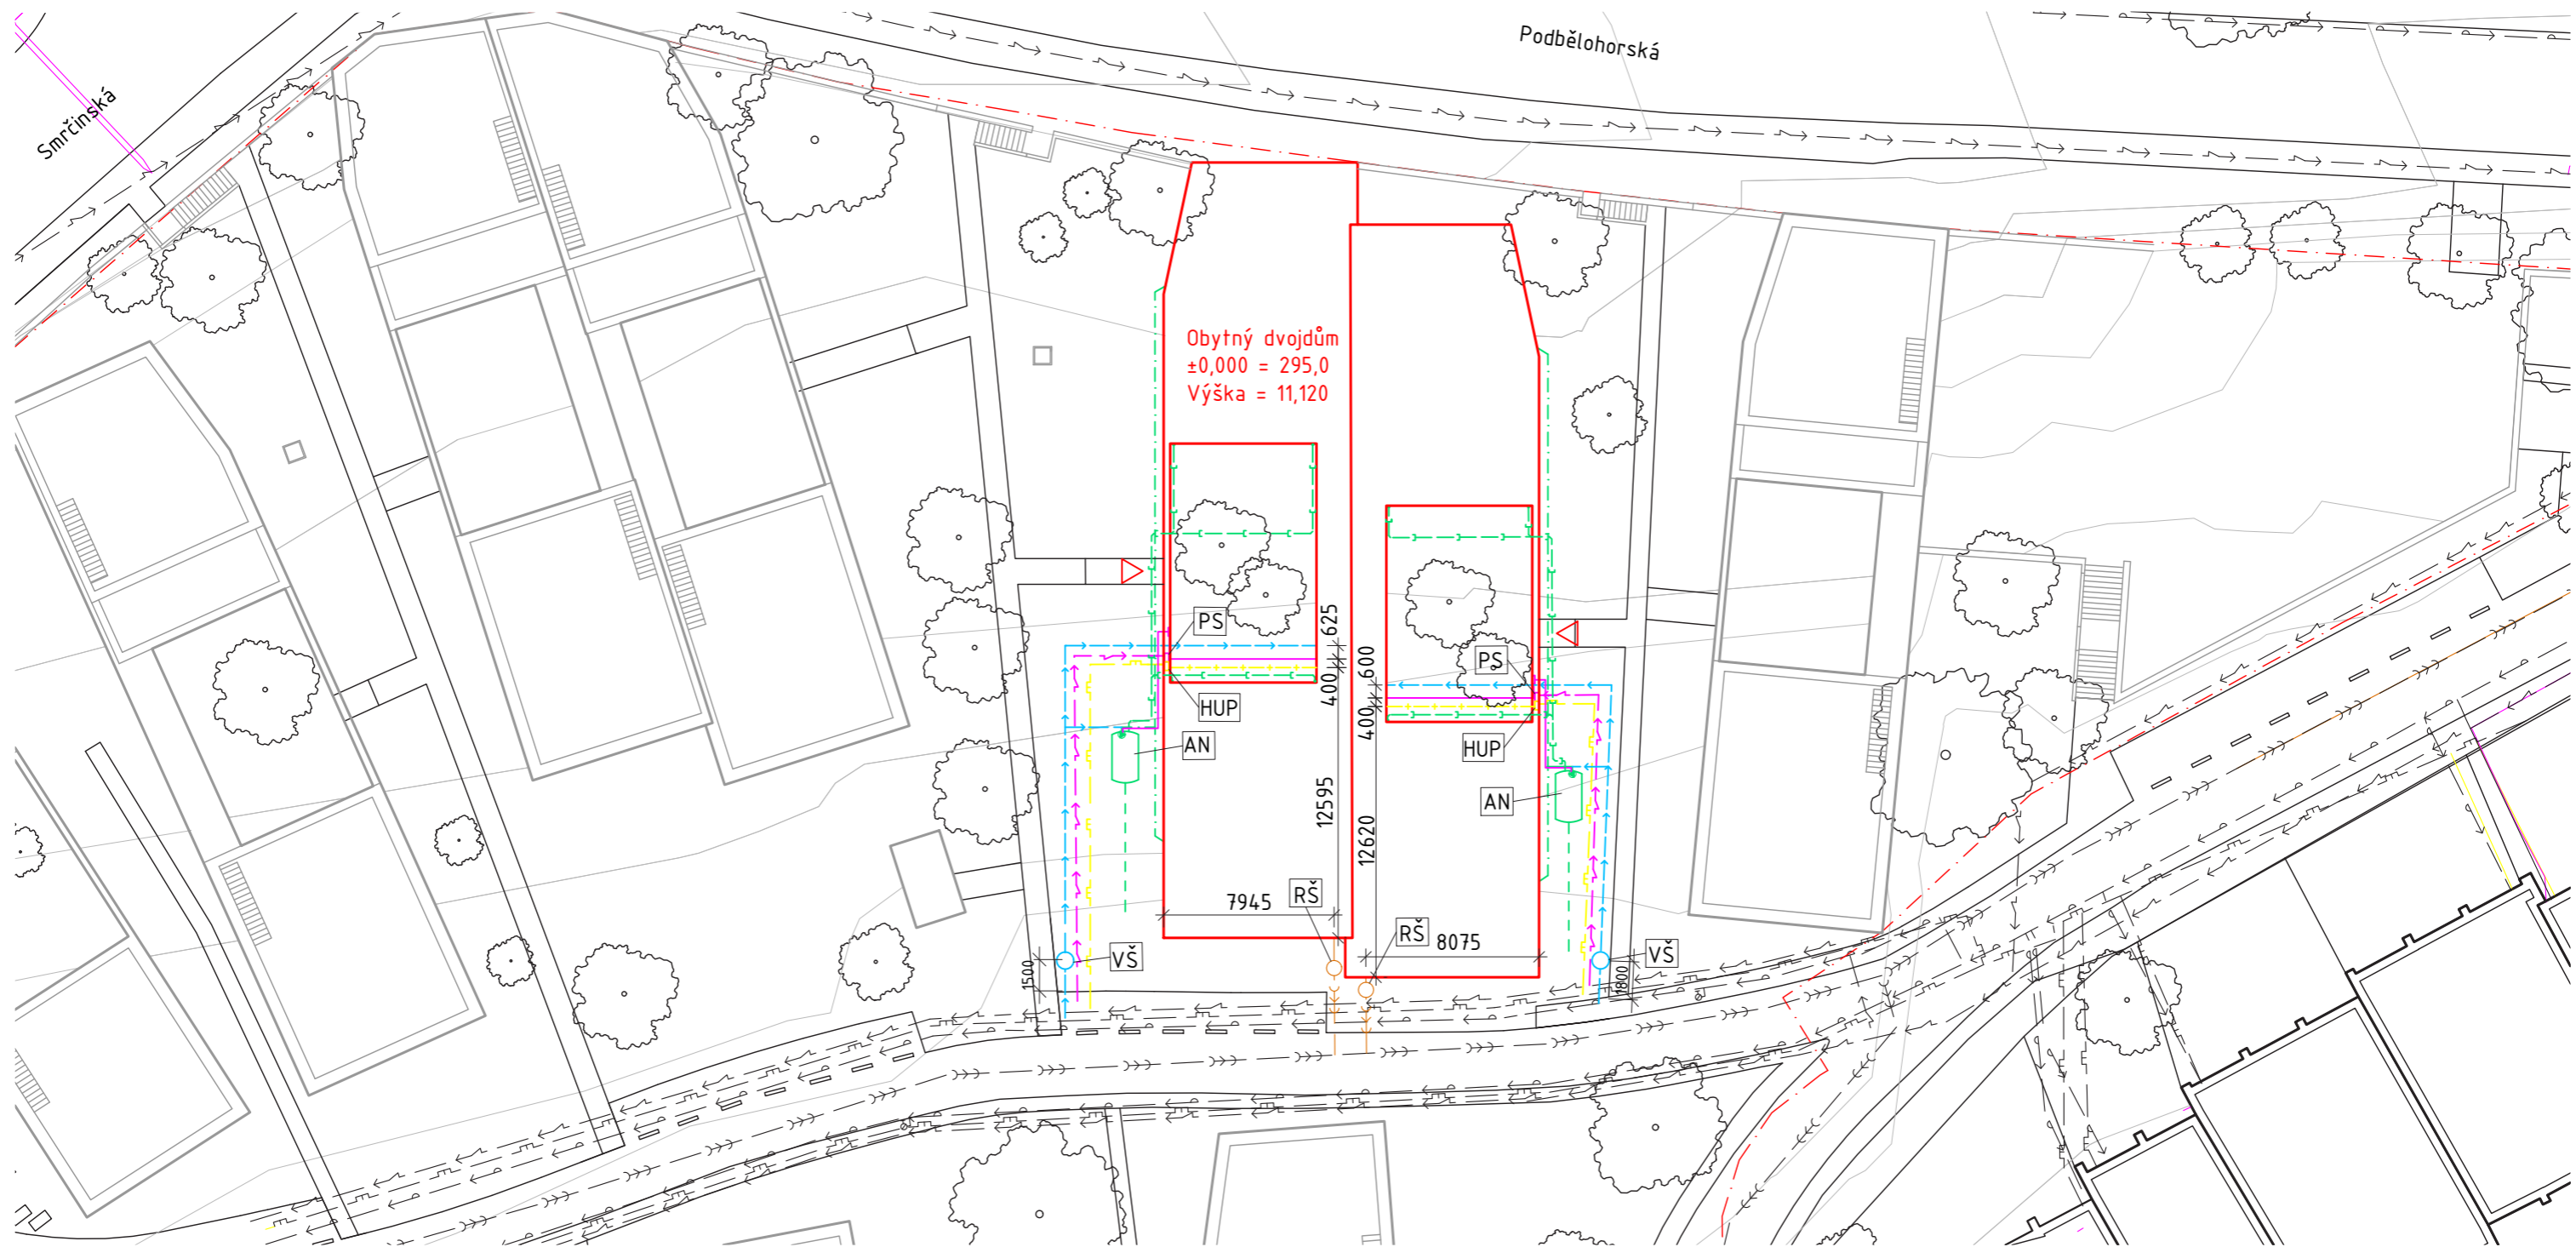 Podbělohorská
Smrčinská
Obytný dvojdům
±0,000 = 295,0
Výška = 11,120
625
PS
600
PS
400
HUP
400
HUP
AN
AN
12595
12620
7945
RŠ
RŠ
8075
VŠ
VŠ
1500
1800